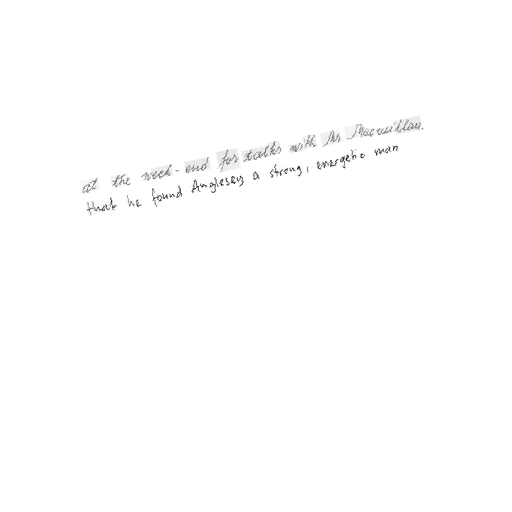 at the week-end for talks with Mr Macmillan.
that he found Anglesey a strong, energetic man